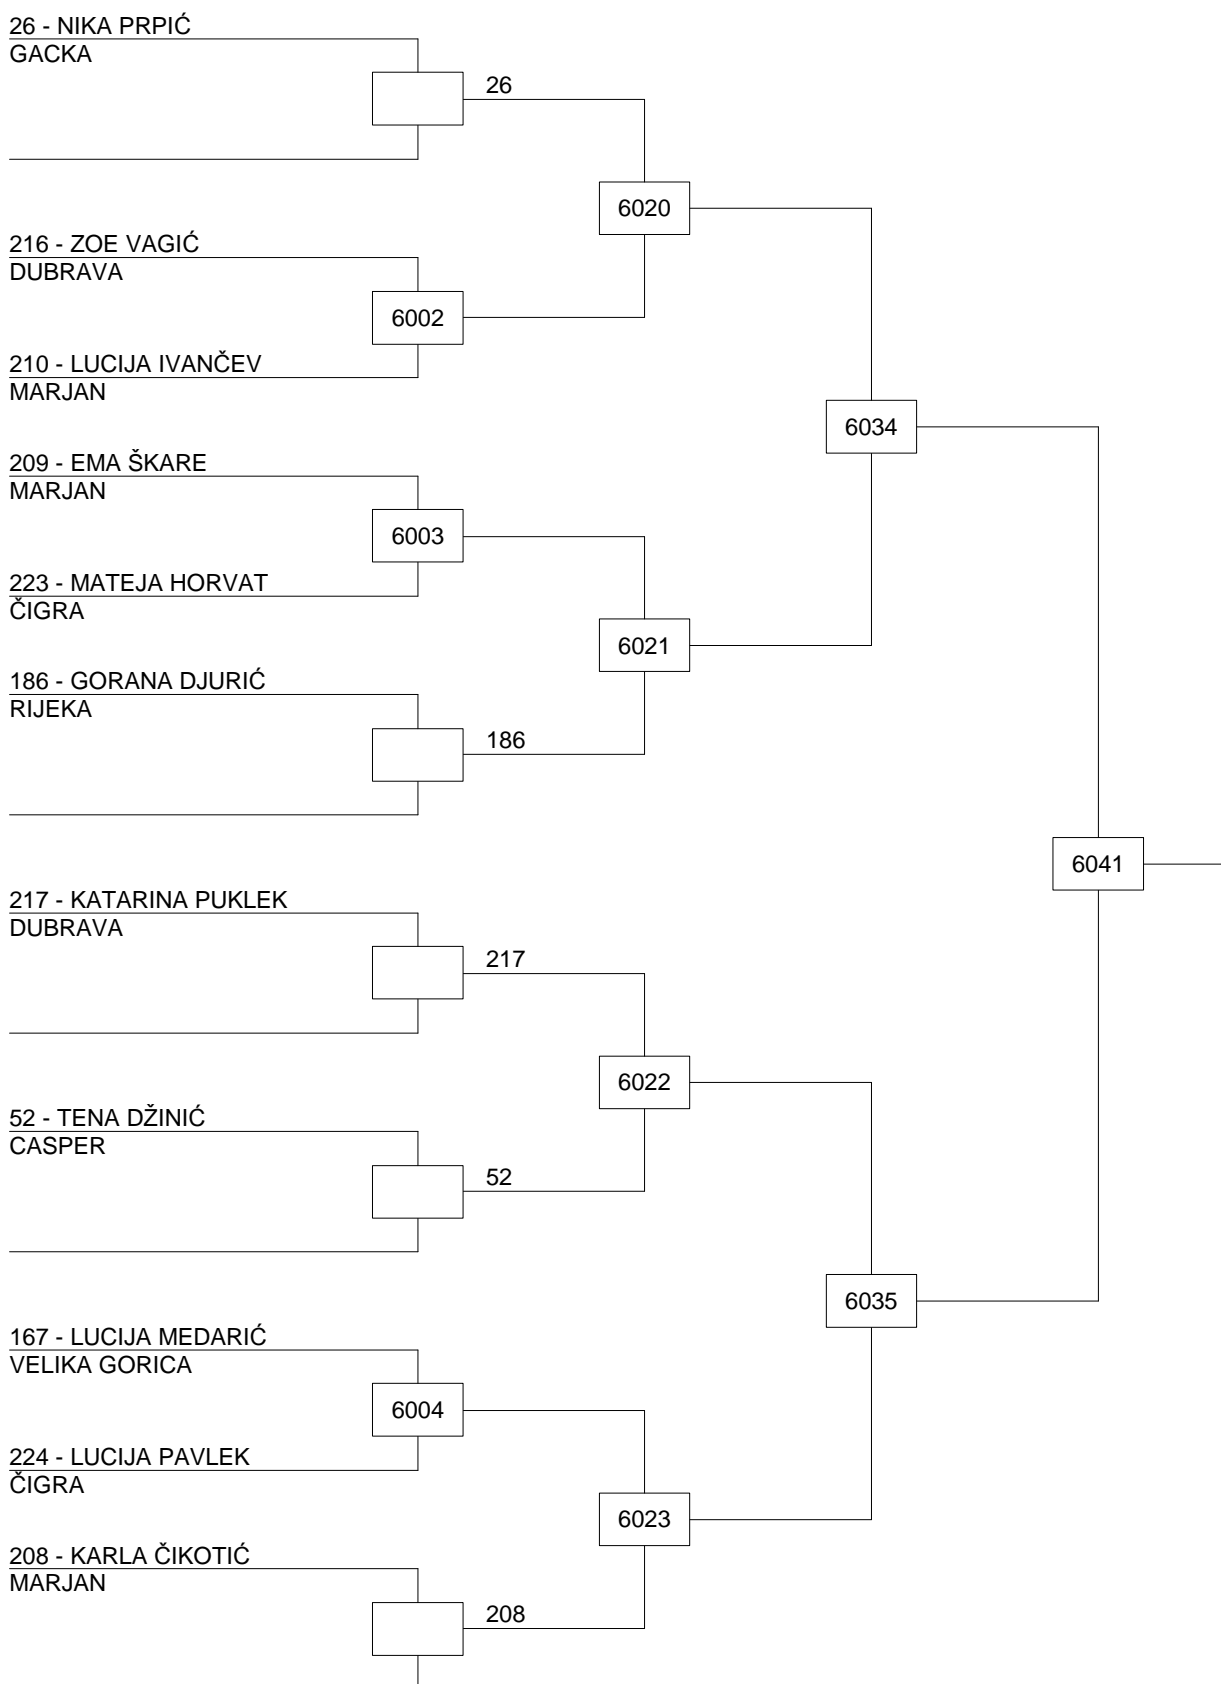 26 - NIKA PRPIĆ
GACKA
26
6020
216 - ZOE VAGIĆ
DUBRAVA
6002
210 - LUCIJA IVANČEV
MARJAN
6034
209 - EMA ŠKARE
MARJAN
6003
223 - MATEJA HORVAT
ČIGRA
6021
186 - GORANA DJURIĆ
RIJEKA
186
6041
217 - KATARINA PUKLEK
DUBRAVA
217
6022
52 - TENA DŽINIĆ
CASPER
52
6035
167 - LUCIJA MEDARIĆ
VELIKA GORICA
6004
224 - LUCIJA PAVLEK
ČIGRA
6023
208 - KARLA ČIKOTIĆ
MARJAN
208